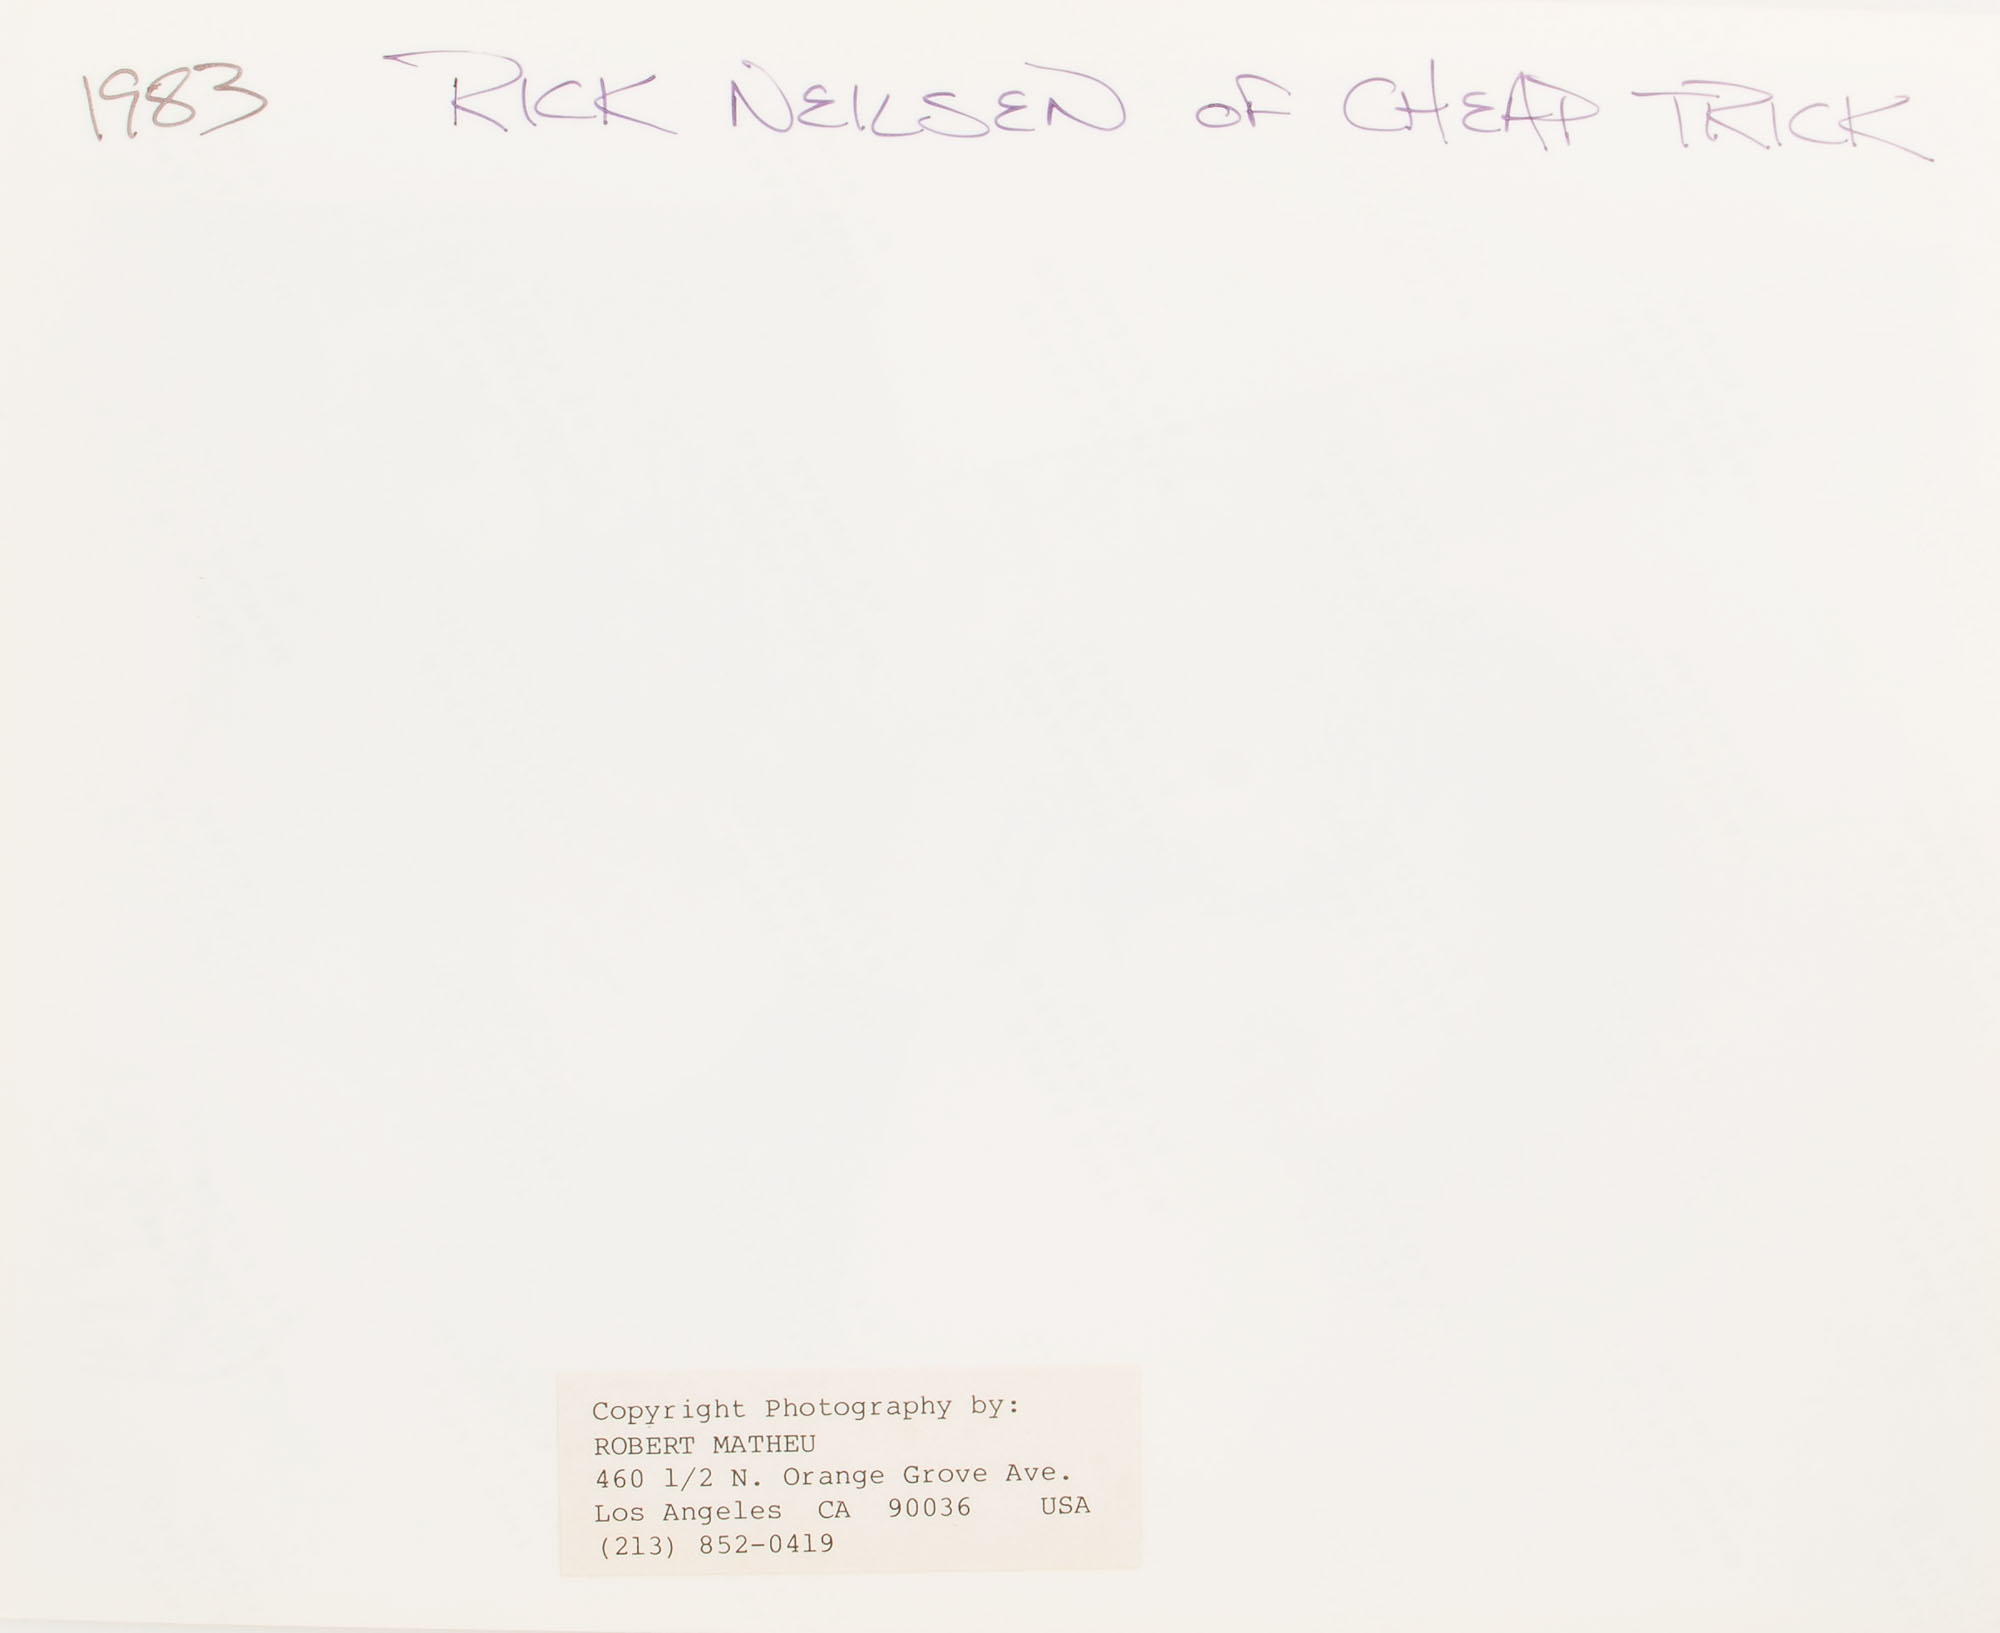 1983 RICK NEILSEN OF CHEAP TRICK
Copyright Photography by:
ROBERT MATHEU
460 1/2 N. Orange Grove Ave.
Los Angeles CA 90036 USA
(213) 852-0419